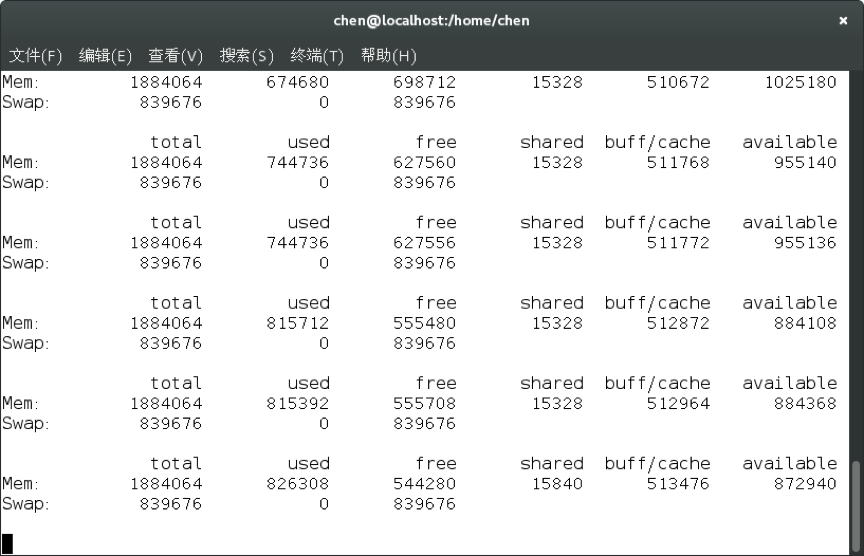 chen@localhost:/home/chen ×
文件(F) 编辑(E) 查看(V) 搜索(S) 终端(T) 帮助(H)
Mem: 1884064 674680 698712 15328 510672 1025180
Swap: 839676 0 839676
total used free shared buff/cache available
Mem: 1884064 744736 627560 15328 511768 955140
Swap: 839676 0 839676
total used free shared buff/cache available
Mem: 1884064 744736 627556 15328 511772 955136
Swap: 839676 0 839676
total used free shared buff/cache available
Mem: 1884064 815712 555480 15328 512872 884108
Swap: 839676 0 839676
total used free shared buff/cache available
Mem: 1884064 815392 555708 15328 512964 884368
Swap: 839676 0 839676
total used free shared buff/cache available
Mem: 1884064 826308 544280 15840 513476 872940
Swap: 839676 0 839676